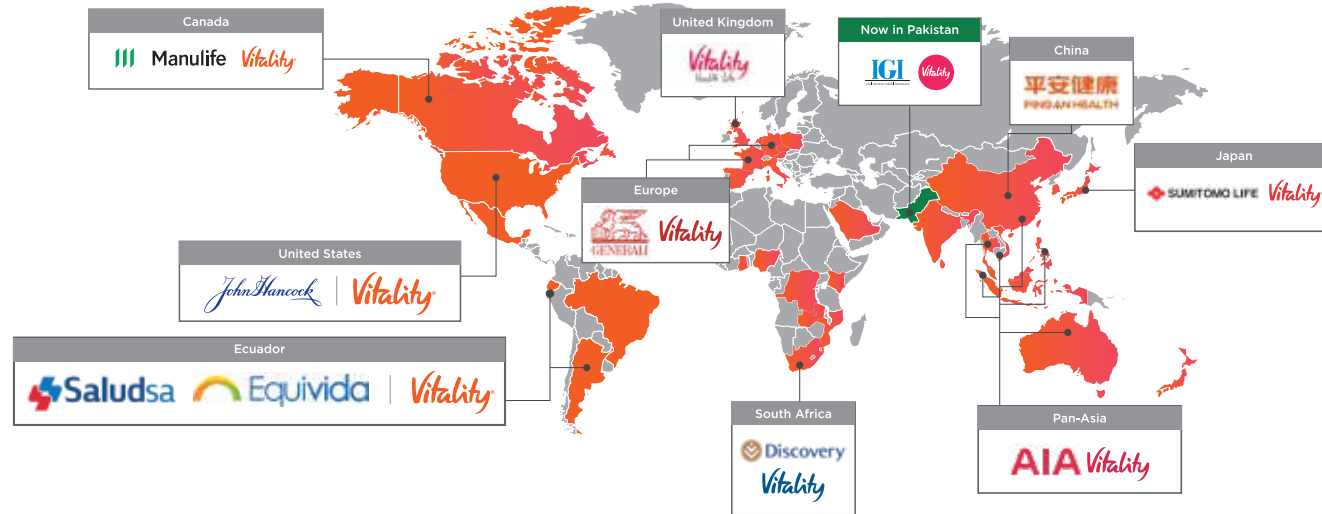 Canada
Manulife Vitality
United Kingdom
Vitality
Health Life
Now in Pakistan
IGI Vitality
China
平安健康
PING AN HEALTH
Japan
SUMITOMO LIFE Vitality
Europe
GENERALI Vitality
United States
John Hancock Vitality
Ecuador
Saludsa Equivida Vitality
South Africa
Discovery
Vitality
Pan-Asia
AIA Vitality